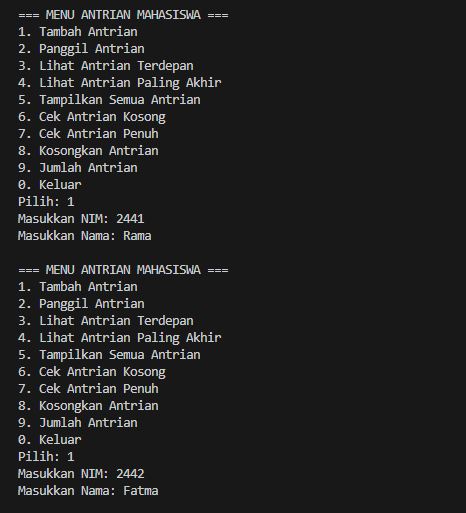 === MENU ANTRIAN MAHASISWA ===
1. Tambah Antrian
2. Panggil Antrian
3. Lihat Antrian Terdepan
4. Lihat Antrian Paling Akhir
5. Tampilkan Semua Antrian
6. Cek Antrian Kosong
7. Cek Antrian Penuh
8. Kosongkan Antrian
9. Jumlah Antrian
0. Keluar
Pilih: 1
Masukkan NIM: 2441
Masukkan Nama: Rama
=== MENU ANTRIAN MAHASISWA ===
1. Tambah Antrian
2. Panggil Antrian
3. Lihat Antrian Terdepan
4. Lihat Antrian Paling Akhir
5. Tampilkan Semua Antrian
6. Cek Antrian Kosong
7. Cek Antrian Penuh
8. Kosongkan Antrian
9. Jumlah Antrian
0. Keluar
Pilih: 1
Masukkan NIM: 2442
Masukkan Nama: Fatma